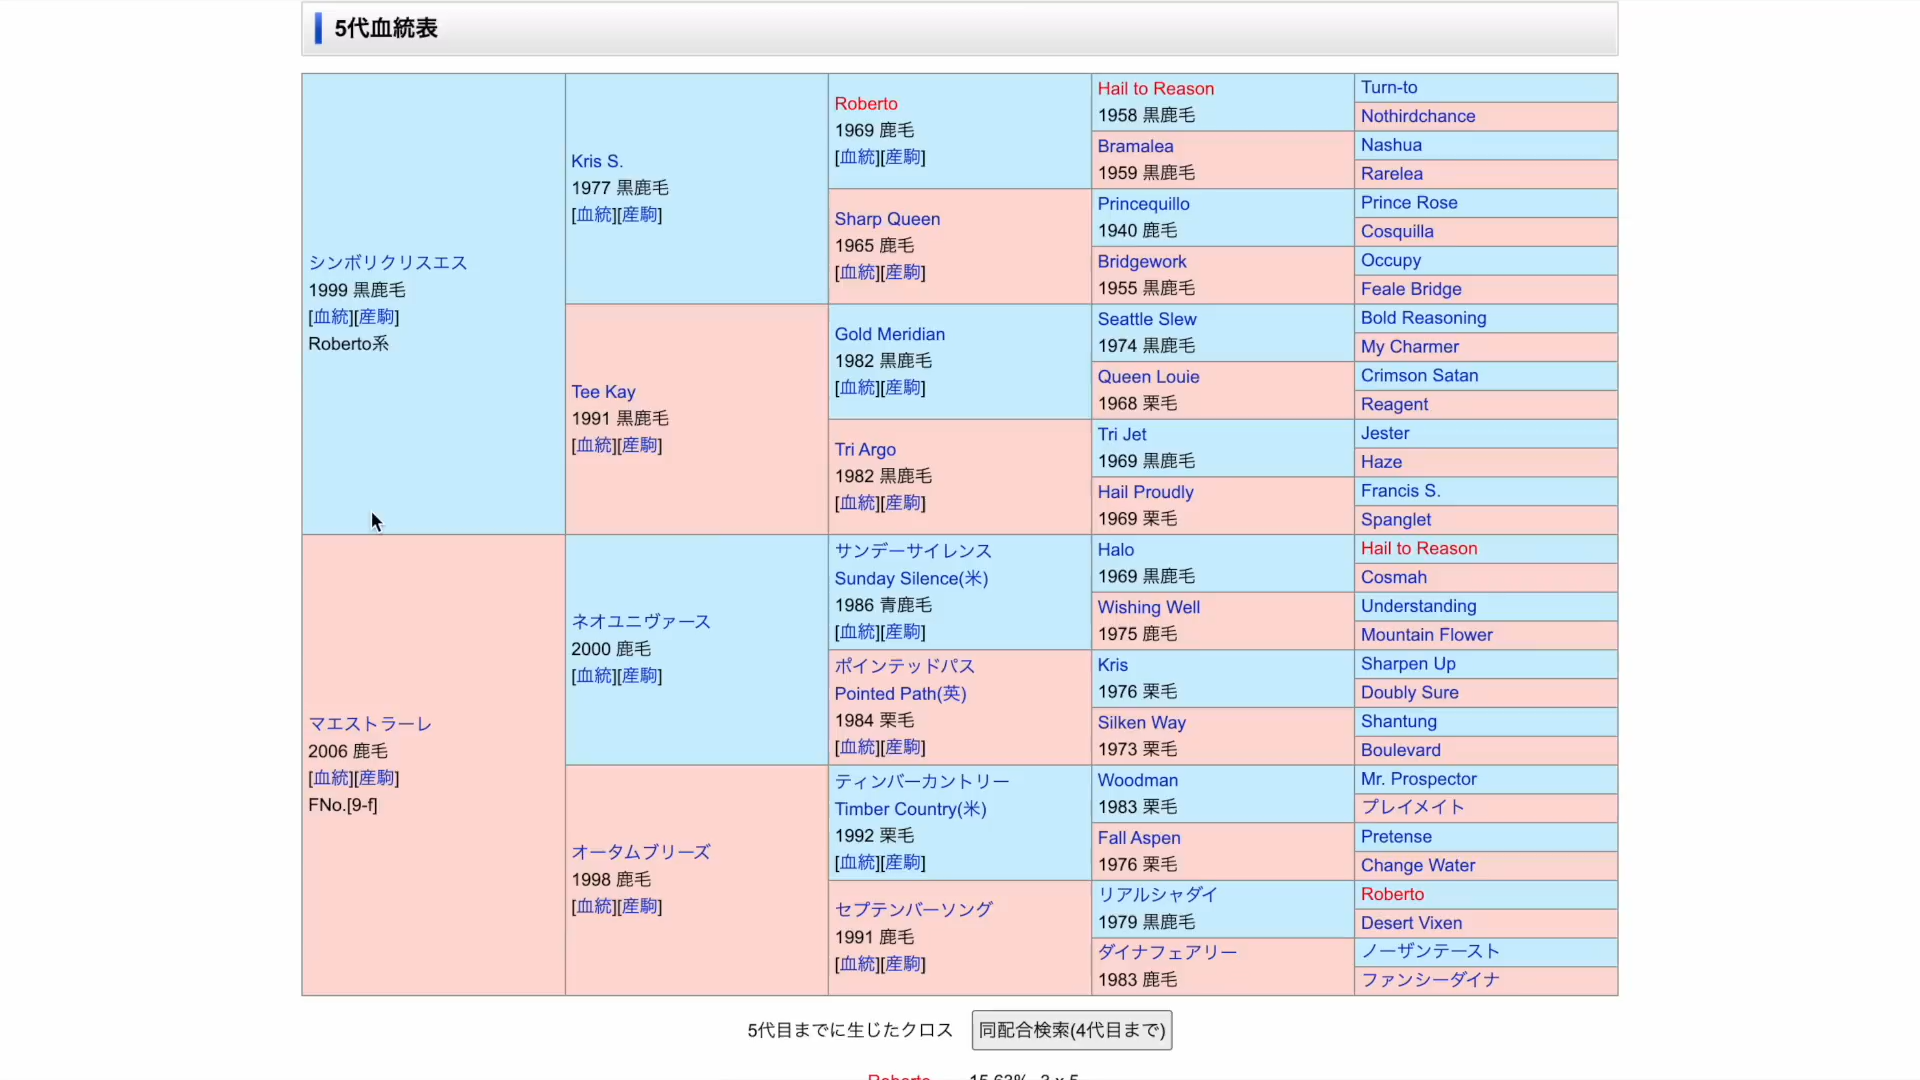 5代血統表
シンボリクリスエス
1999 黒鹿毛
[血統][産駒]
Roberto系
Kris S.
1977 黒鹿毛
[血統][産駒]
Roberto
1969 鹿毛
[血統][産駒]
Hail to Reason
1958 黒鹿毛
Turn-to
Nothirdchance
Bramalea
1959 黒鹿毛
Nashua
Rarelea
Sharp Queen
1965 鹿毛
[血統][産駒]
Princequillo
1940 鹿毛
Prince Rose
Cosquilla
Bridgework
1955 黒鹿毛
Occupy
Feale Bridge
Tee Kay
1991 黒鹿毛
[血統][産駒]
Gold Meridian
1982 黒鹿毛
[血統][産駒]
Seattle Slew
1974 黒鹿毛
Bold Reasoning
My Charmer
Queen Louie
1968 栗毛
Crimson Satan
Reagent
Tri Argo
1982 黒鹿毛
[血統][産駒]
Tri Jet
1969 黒鹿毛
Jester
Haze
Hail Proudly
1969 栗毛
Francis S.
Spanglet
マエストラーレ
2006 鹿毛
[血統][産駒]
FNo.[9-f]
ネオユニヴァース
2000 鹿毛
[血統][産駒]
サンデーサイレンス
Sunday Silence(米)
1986 青鹿毛
[血統][産駒]
Halo
1969 黒鹿毛
Hail to Reason
Cosmah
Wishing Well
1975 鹿毛
Understanding
Mountain Flower
ポインテッドパス
Pointed Path(英)
1984 栗毛
[血統][産駒]
Kris
1976 栗毛
Sharpen Up
Doubly Sure
Silken Way
1973 栗毛
Shantung
Boulevard
オータムブリーズ
1998 鹿毛
[血統][産駒]
ティンバーカントリー
Timber Country(米)
1992 栗毛
[血統][産駒]
Woodman
1983 栗毛
Mr. Prospector
プレイメイト
Fall Aspen
1976 栗毛
Pretense
Change Water
セプテンバーソング
1991 鹿毛
[血統][産駒]
リアルシャダイ
1979 黒鹿毛
Roberto
Desert Vixen
ダイナフェアリー
1983 鹿毛
ノーザンテースト
ファンシーダイナ
5代目までに生じたクロス 同配合検索(4代目まで)
Roberto 15.63% 3 x 5